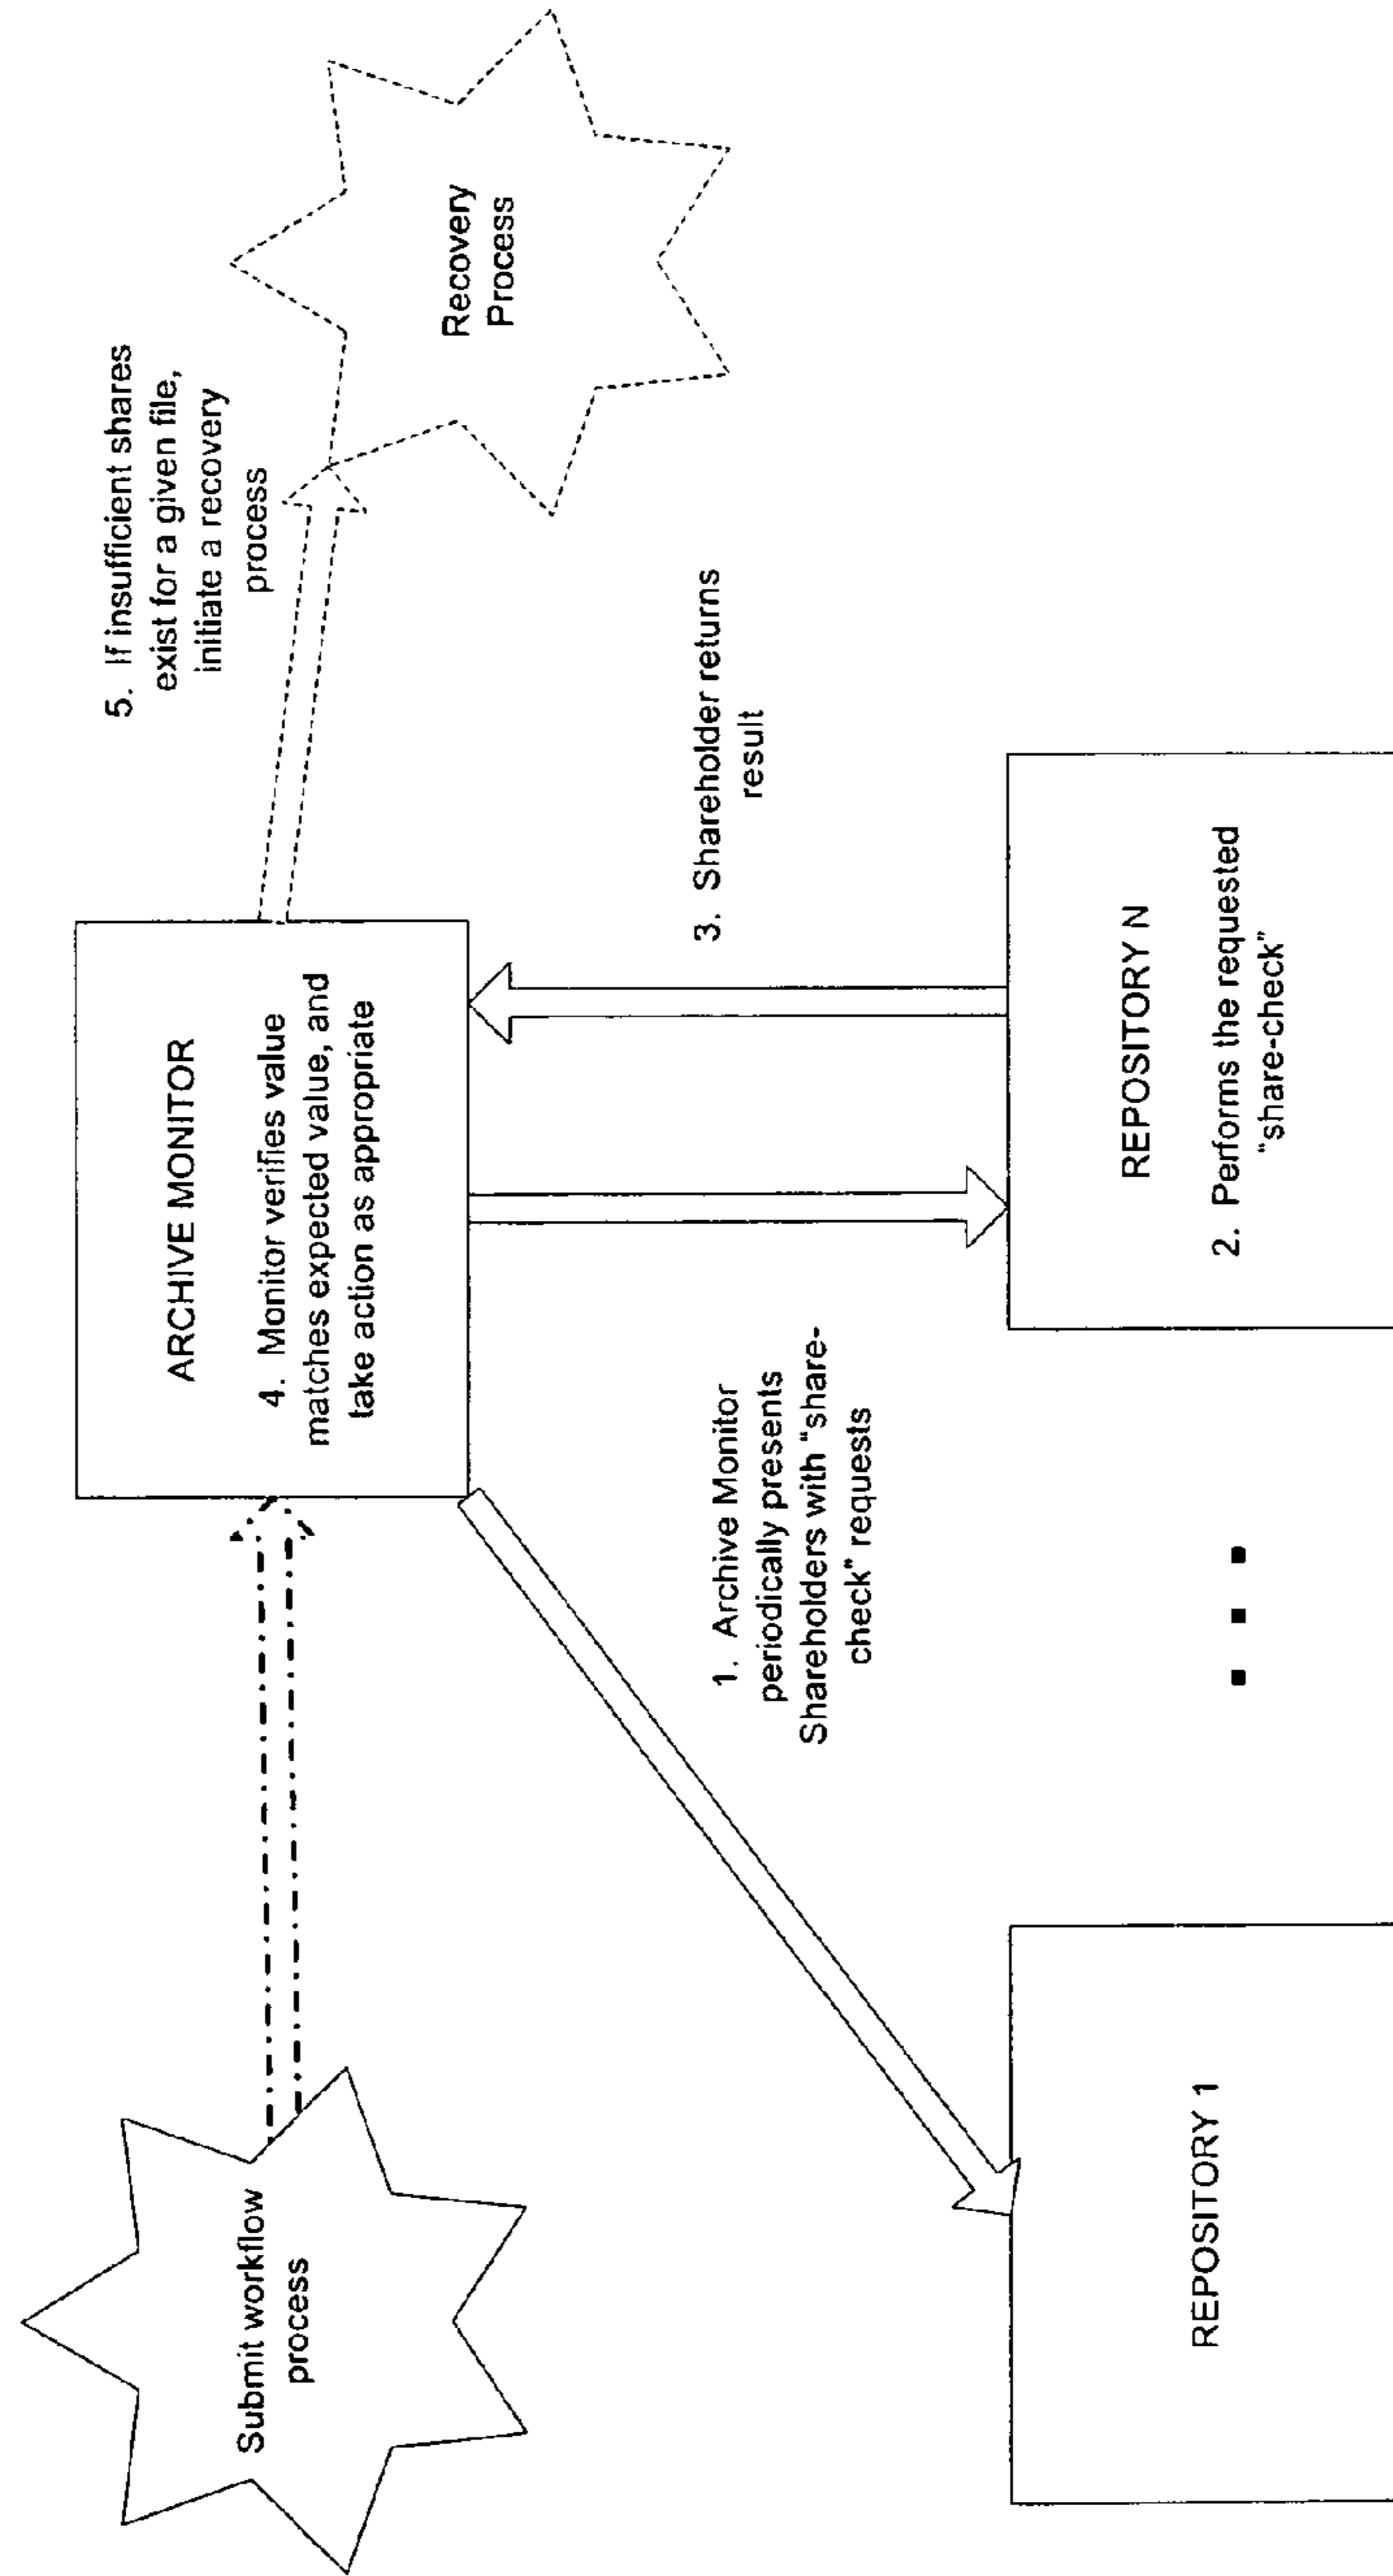 Submit workflow
process
ARCHIVE MONITOR
4. Monitor verifies value
matches expected value, and
take action as appropriate
5. If insufficient shares
exist for a given file,
initiate a recovery
process
Recovery
Process
1. Archive Monitor
periodically presents
Shareholders with "share-
check" requests
3. Shareholder returns
result
REPOSITORY 1
. . .
REPOSITORY N
2. Performs the requested
"share-check"